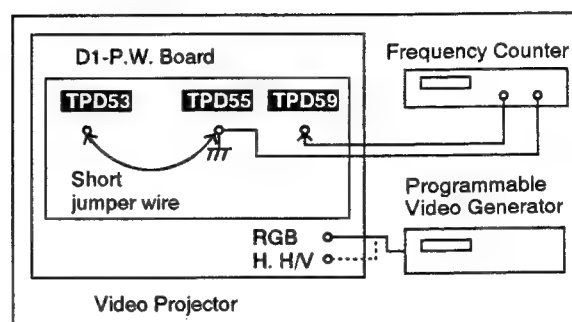 D1-P.W. Board
Frequency Counter
TPD53 TPD55 TPD59
Short
jumper wire
Programmable
Video Generator
RGB
H. H/V
Video Projector